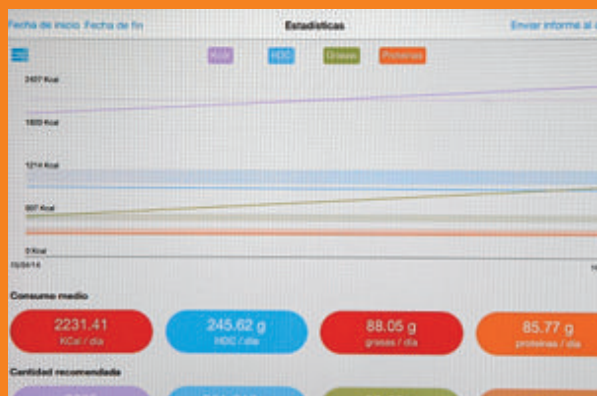 Fecha de inicio Fecha de fin Estadísticas Enviar informe al
Kcal HDC Grasas Proteínas
Kcal
Kcal
1214 Kcal
607 Kcal
0 Kcal
Consumo medio
2231.41 245.62 g 88.05 g 85.77 g
KCal / día HDC / día grasas / día proteínas / día
Cantidad recomendada